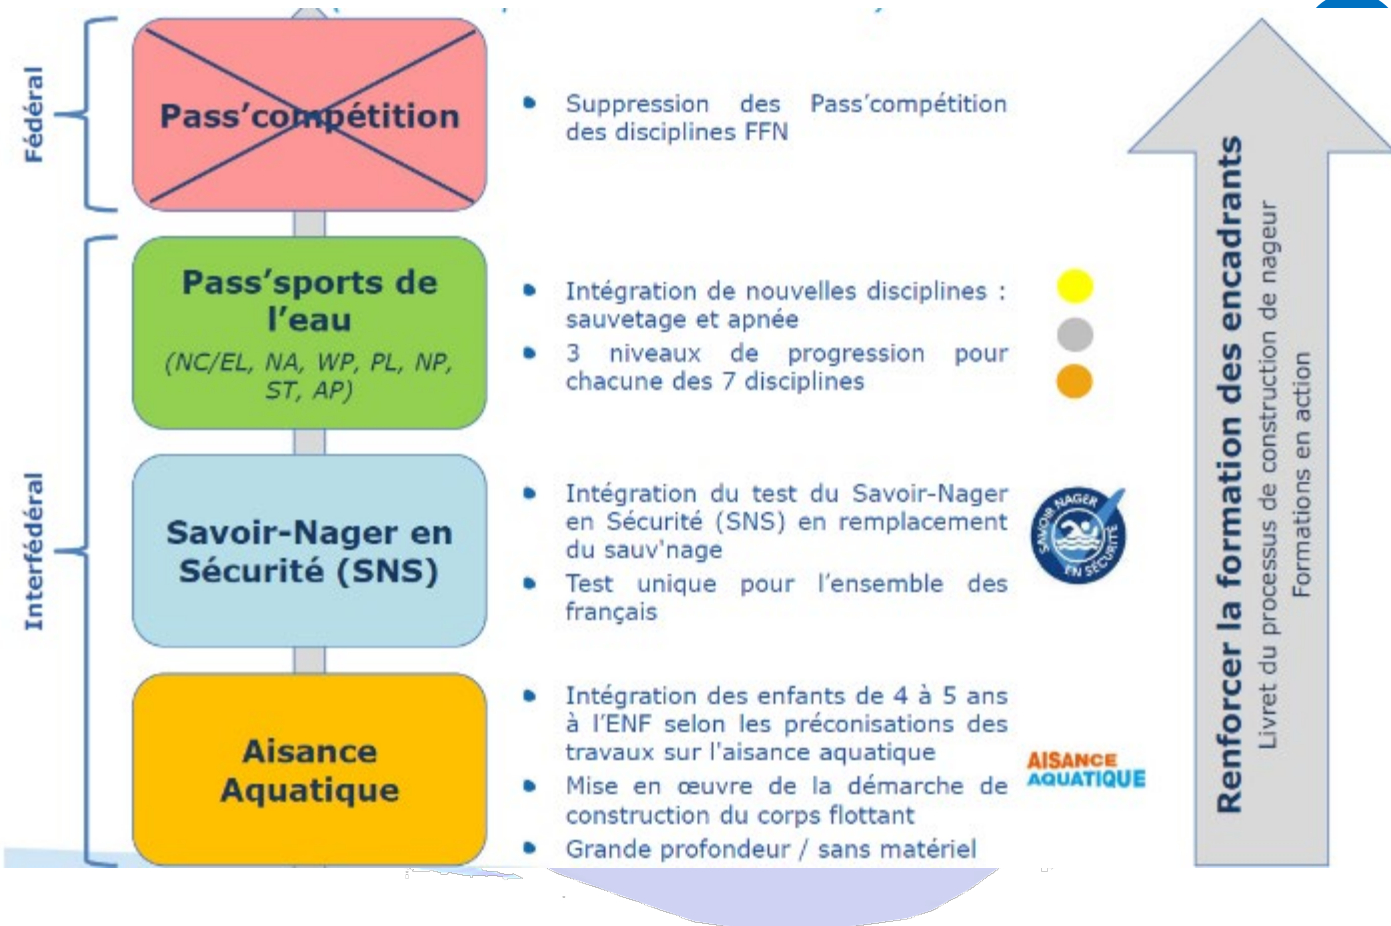 Fédéral
Pass’compétition
Suppression des Pass’compétition
des disciplines FFN
Interfédéral
Pass’sports de
l’eau
(NC/EL, NA, WP, PL, NP,
ST, AP)
Intégration de nouvelles disciplines :
sauvetage et apnée
3 niveaux de progression pour
chacune des 7 disciplines
Savoir-Nager en
Sécurité (SNS)
Intégration du test du Savoir-Nager
en Sécurité (SNS) en remplacement
du sauv'nage
Test unique pour l’ensemble des
français
SAVOIR NAGER
EN SÉCURITÉ
Aisance
Aquatique
Intégration des enfants de 4 à 5 ans
à l’ENF selon les préconisations des
travaux sur l'aisance aquatique
Mise en œuvre de la démarche de
construction du corps flottant
Grande profondeur / sans matériel
AISANCE
AQUATIQUE
Renforcer la formation des encadrants
Livret du processus de construction de nageur
Formations en action